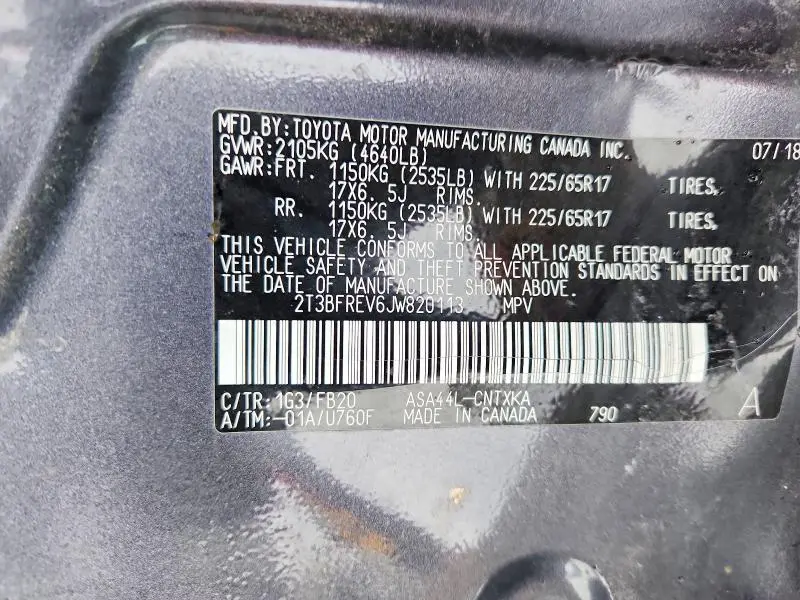 MFD.BY:TOYOTA MOTOR MANUFACTURING CANADA INC. 07/18
GVWR:2105KG (4640LB)
GAWR:FRT. 1150KG (2535LB) WITH 225/65R17 TIRES,
17X6.5J RIMS.
RR. 1150KG (2535LB) WITH 225/65R17 TIRES,
17X6.5J RIMS.
THIS VEHICLE CONFORMS TO ALL APPLICABLE FEDERAL MOTOR
VEHICLE SAFETY AND THEFT PREVENTION STANDARDS IN EFFECT ON
THE DATE OF MANUFACTURE SHOWN ABOVE.
2T3BFREV6JW820113 MPV
C/TR:1G3/FB20 ASA44L-CNTXKA
A/TM:-01A/U760F MADE IN CANADA 790 A